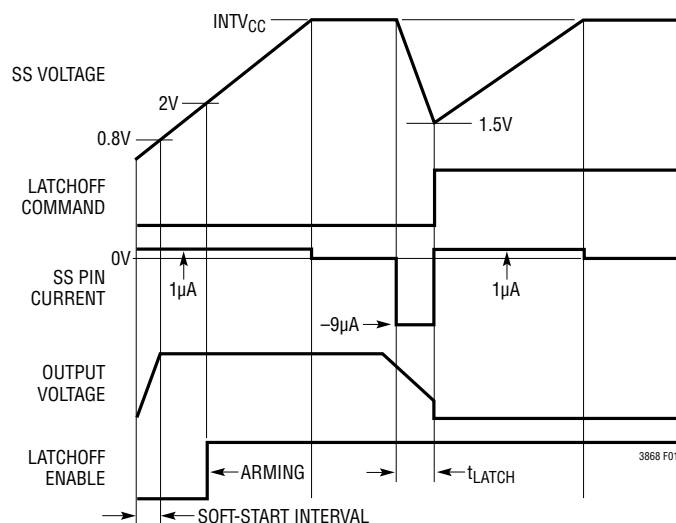 INTVCC
SS VOLTAGE
2V
0.8V
1.5V
LATCHOFF
COMMAND
0V
SS PIN
CURRENT
1µA
1µA
–9µA
OUTPUT
VOLTAGE
LATCHOFF
ENABLE
ARMING
tLATCH
3868 F01
SOFT-START INTERVAL